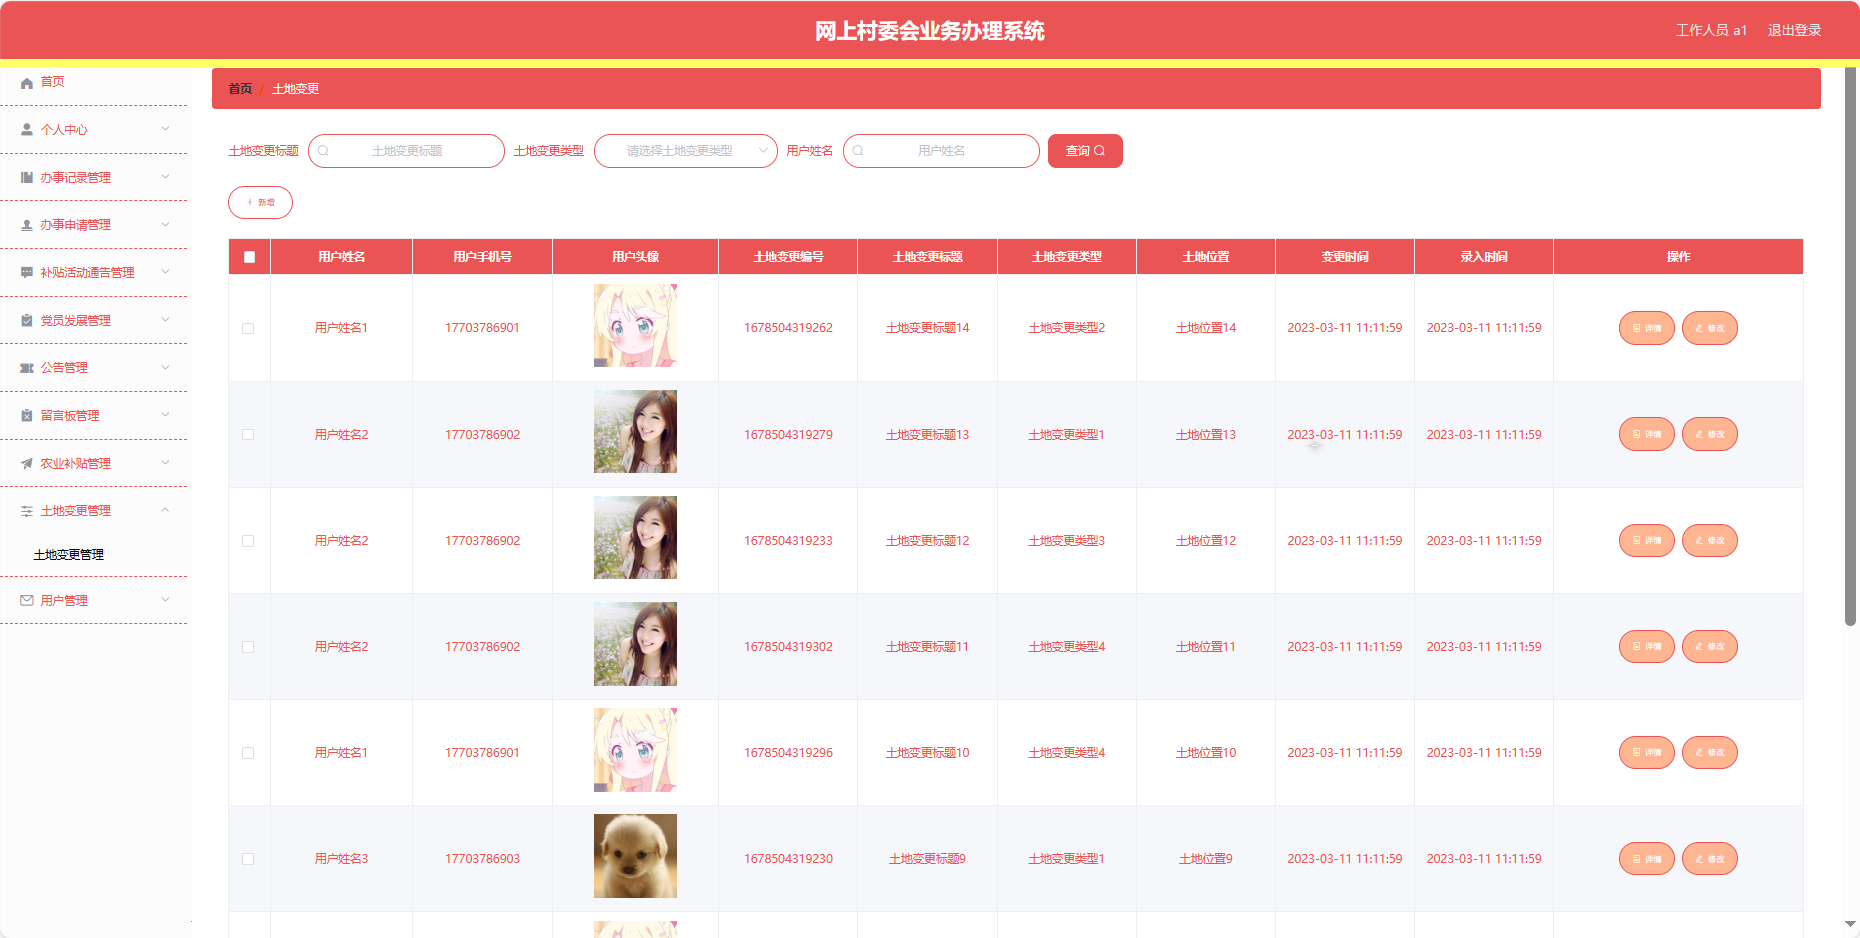 网上村委会业务办理系统
工作人员 a1 退出登录
首页
个人中心
办事记录管理
办事申请管理
补贴活动通告管理
党员发展管理
公告管理
留言板管理
农业补贴管理
土地变更管理
土地变更管理
用户管理
首页 / 土地变更
土地变更标题 土地变更标题 土地变更类型 请选择土地变更类型 用户姓名 用户姓名 查询
+ 新增
用户姓名 用户手机号 用户头像 土地变更编号 土地变更标题 土地变更类型 土地位置 变更时间 录入时间 操作
用户姓名1 17703786901 1678504319262 土地变更标题14 土地变更类型2 土地位置14 2023-03-11 11:11:59 2023-03-11 11:11:59 详情 修改
用户姓名2 17703786902 1678504319279 土地变更标题13 土地变更类型1 土地位置13 2023-03-11 11:11:59 2023-03-11 11:11:59 详情 修改
用户姓名2 17703786902 1678504319233 土地变更标题12 土地变更类型3 土地位置12 2023-03-11 11:11:59 2023-03-11 11:11:59 详情 修改
用户姓名2 17703786902 1678504319302 土地变更标题11 土地变更类型4 土地位置11 2023-03-11 11:11:59 2023-03-11 11:11:59 详情 修改
用户姓名1 17703786901 1678504319296 土地变更标题10 土地变更类型4 土地位置10 2023-03-11 11:11:59 2023-03-11 11:11:59 详情 修改
用户姓名3 17703786903 1678504319230 土地变更标题9 土地变更类型1 土地位置9 2023-03-11 11:11:59 2023-03-11 11:11:59 详情 修改